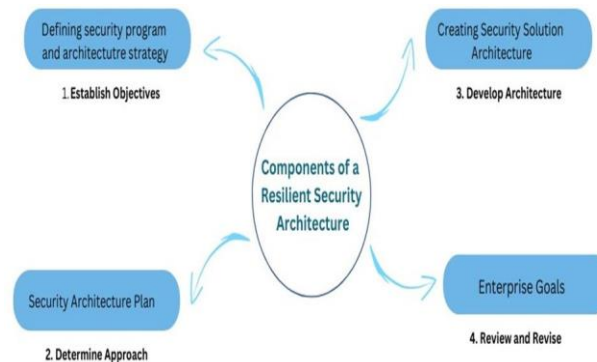 Defining security program
and architectutre strategy
1. Establish Objectives
Security Architecture Plan
2. Determine Approach
Components of a
Resilient Security
Architecture
Creating Security Solution
Architecture
3. Develop Architecture
Enterprise Goals
4. Review and Revise